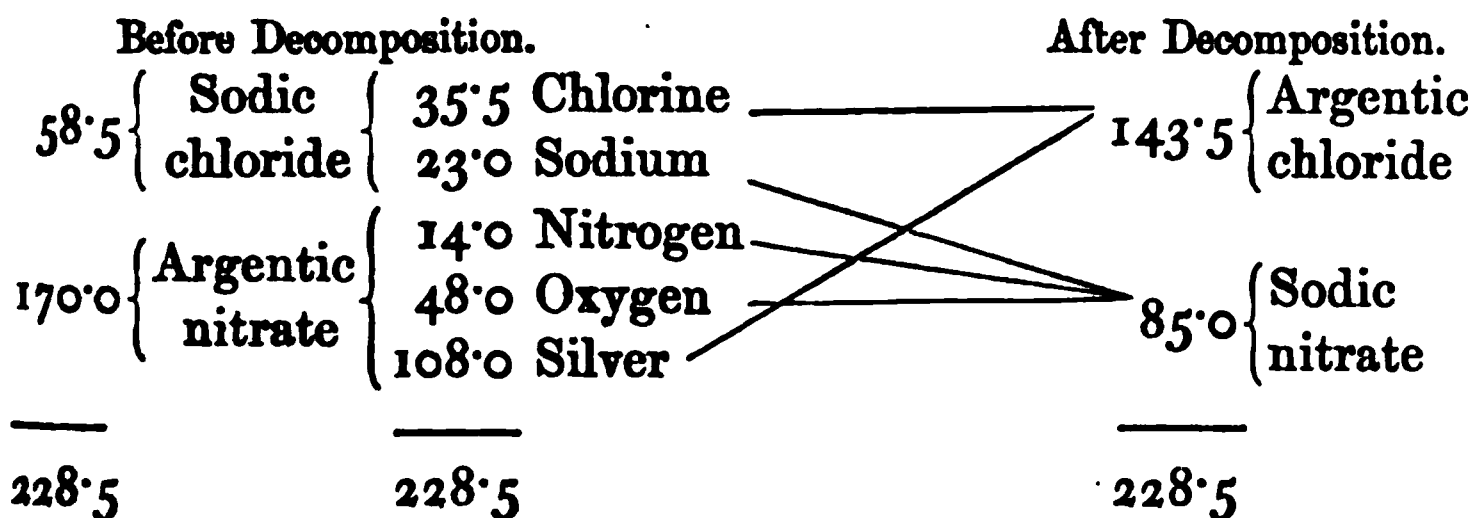 Before Decomposition. After Decomposition.
Sodic 35·5 Chlorine Argentic
58·5 143·5
chloride 23·0 Sodium chloride
14·0 Nitrogen
Argentic Sodic
170·0 48·0 Oxygen 85·0
nitrate 108·0 Silver nitrate
228·5 228·5 228·5